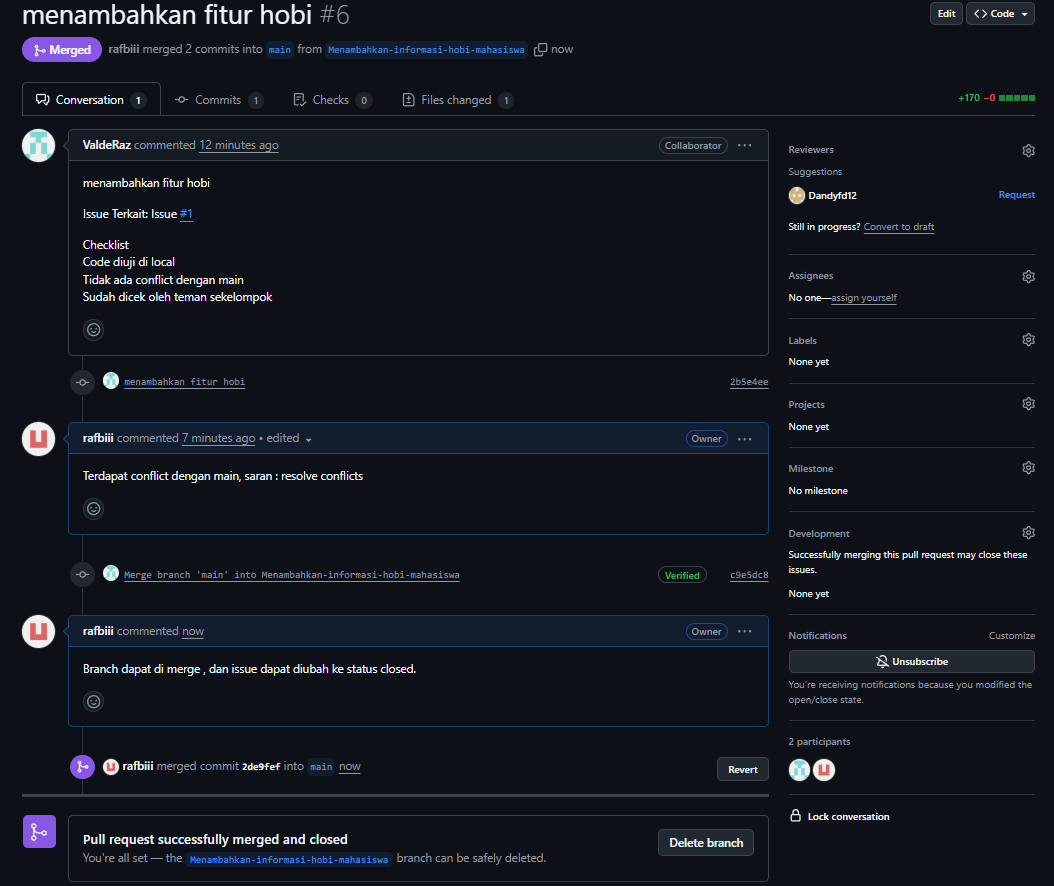 menambahkan fitur hobi #6
Edit
Code
Merged
rafbiii merged 2 commits into main from Menambahkan-informasi-hobi-mahasiswa now
Conversation 1
Commits 1
Checks 0
Files changed 1
+170 −0
ValdeRaz commented 12 minutes ago
Collaborator
menambahkan fitur hobi
Issue Terkait: Issue #1
Checklist
Code diuji di local
Tidak ada conflict dengan main
Sudah dicek oleh teman sekelompok
menambahkan fitur hobi
2b5e4ee
rafbiii commented 7 minutes ago • edited
Owner
Terdapat conflict dengan main, saran : resolve conflicts
Merge branch 'main' into Menambahkan-informasi-hobi-mahasiswa
Verified
c9e5dc8
rafbiii commented now
Owner
Branch dapat di merge , dan issue dapat diubah ke status closed.
rafbiii merged commit 2de9fef into main now
Revert
Pull request successfully merged and closed
You're all set — the Menambahkan-informasi-hobi-mahasiswa branch can be safely deleted.
Delete branch
Reviewers
Suggestions
Dandyfd12
Request
Still in progress? Convert to draft
Assignees
No one—assign yourself
Labels
None yet
Projects
None yet
Milestone
No milestone
Development
Successfully merging this pull request may close these
issues.
None yet
Notifications
Customize
Unsubscribe
You're receiving notifications because you modified the
open/close state.
2 participants
Lock conversation